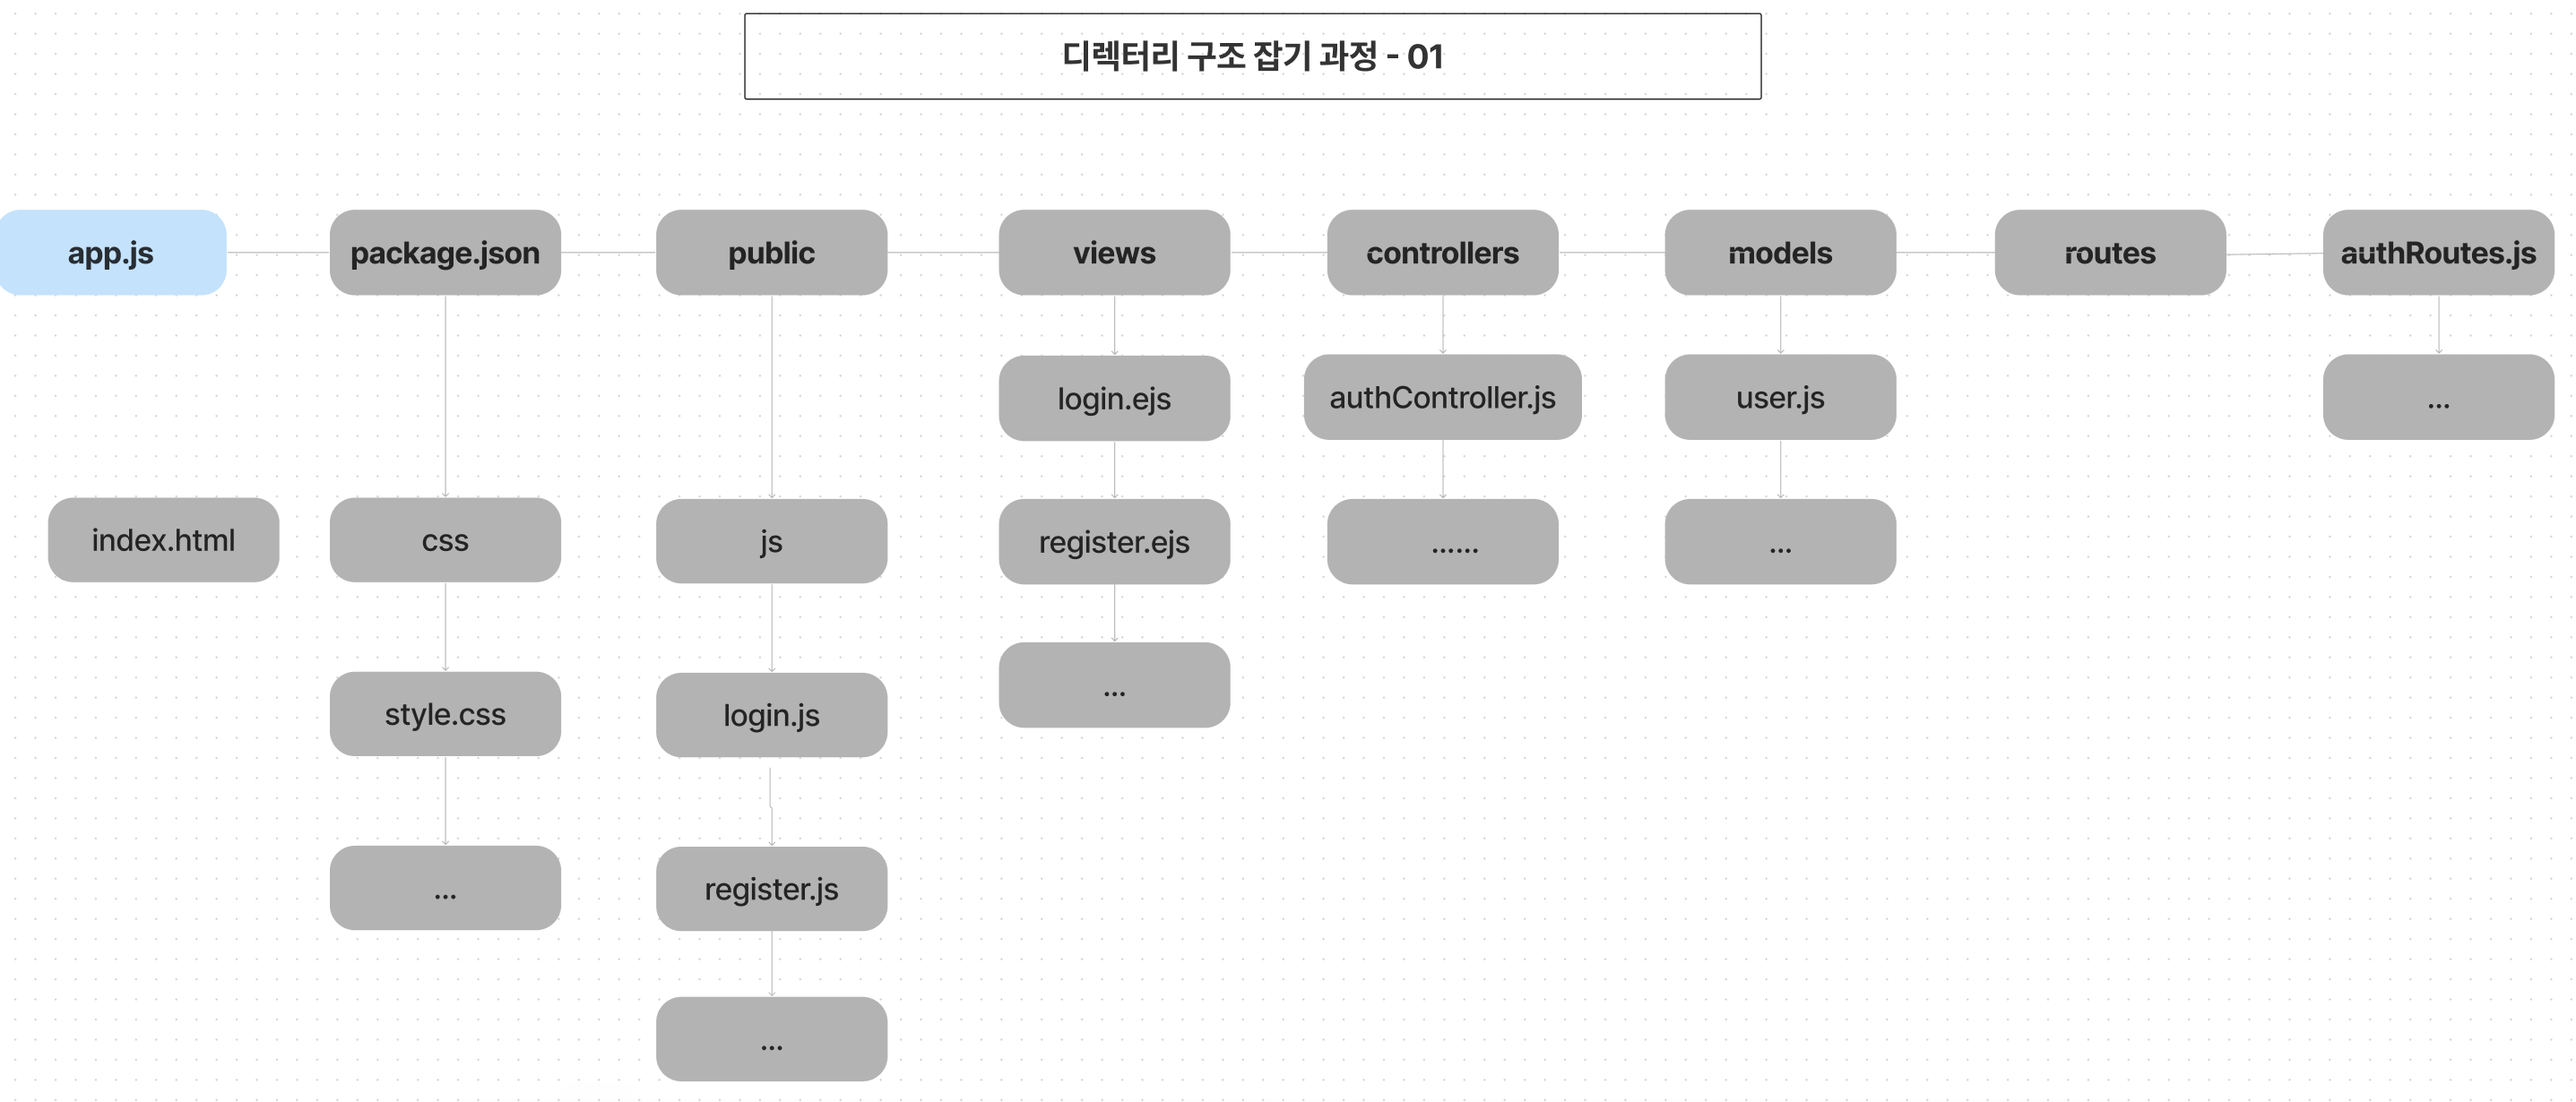 디렉터리 구조 잡기 과정 - 01
app.js
package.json
public
views
controllers
models
routes
authRoutes.js
login.ejs
authController.js
user.js
...
index.html
css
js
register.ejs
......
...
style.css
login.js
...
...
register.js
...